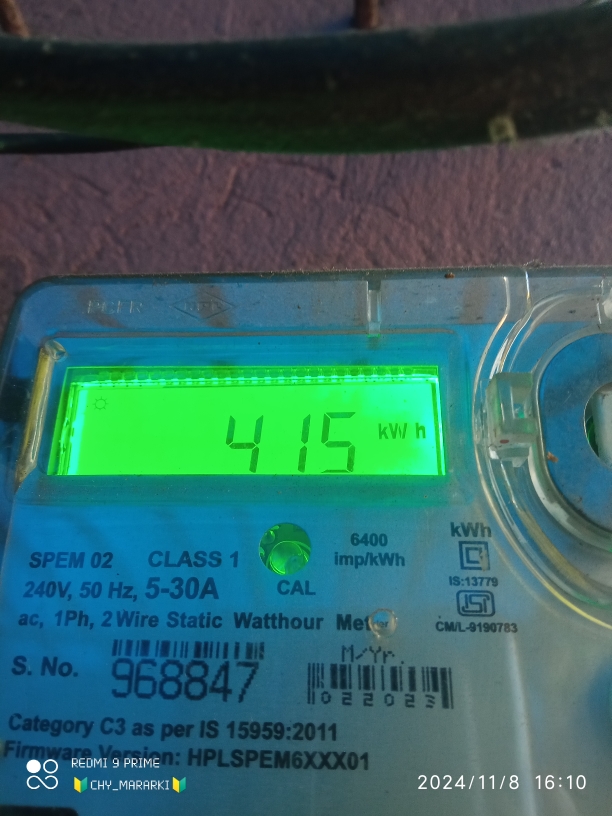 415 kWh
SPEM 02 CLASS 1
6400
imp/kWh
kWh
240V, 50 Hz, 5-30A
CAL
IS:13779
ac, 1Ph, 2 Wire Static Watthour
CM/L-9190783
M/Yr.
S. No. 968847
022023
Category C3 as per IS 15959:2011
Firmware Version: HPLSPEM6XXX01
REDMI 9 PRIME
🔰CHY_MARARKI🔰
2024/11/8 16:10